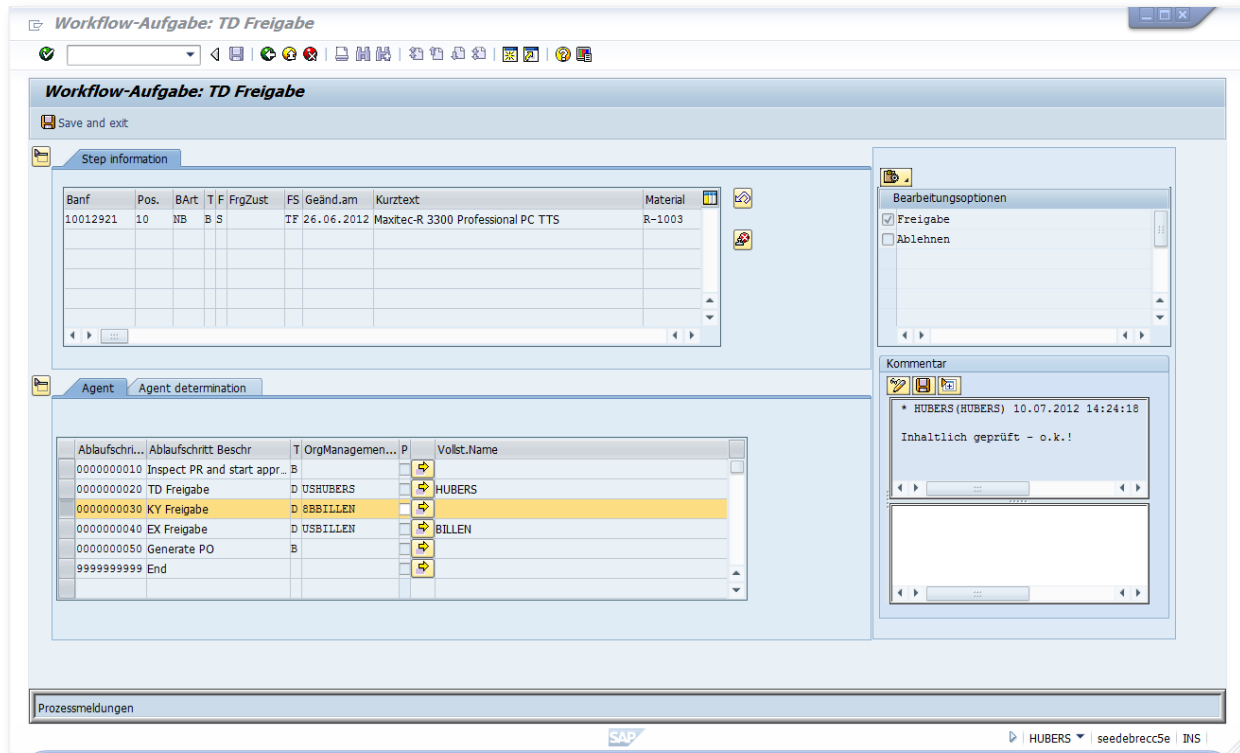 Workflow-Aufgabe: TD Freigabe
Workflow-Aufgabe: TD Freigabe
Save and exit
Step information
Banf Pos. BArt T F FrgZust FS Geänd.am Kurztext Material
10012921 10 NB B S TF 26.06.2012 Maxitec-R 3300 Professional PC TTS R-1003
Bearbeitungsoptionen
Freigabe
Ablehnen
Agent Agent determination
Ablaufschri... Ablaufschritt Beschr T OrgManagemen... P Vollst.Name
0000000010 Inspect PR and start appr... B
0000000020 TD Freigabe D USHUBERS HUBERS
0000000030 KY Freigabe D 8BBILLEN
0000000040 EX Freigabe D USBILLEN BILLEN
0000000050 Generate PO B
9999999999 End
Kommentar
* HUBERS(HUBERS) 10.07.2012 14:24:18
Inhaltlich geprüft - o.k.!
Prozessmeldungen
SAP HUBERS seedebrecc5e INS